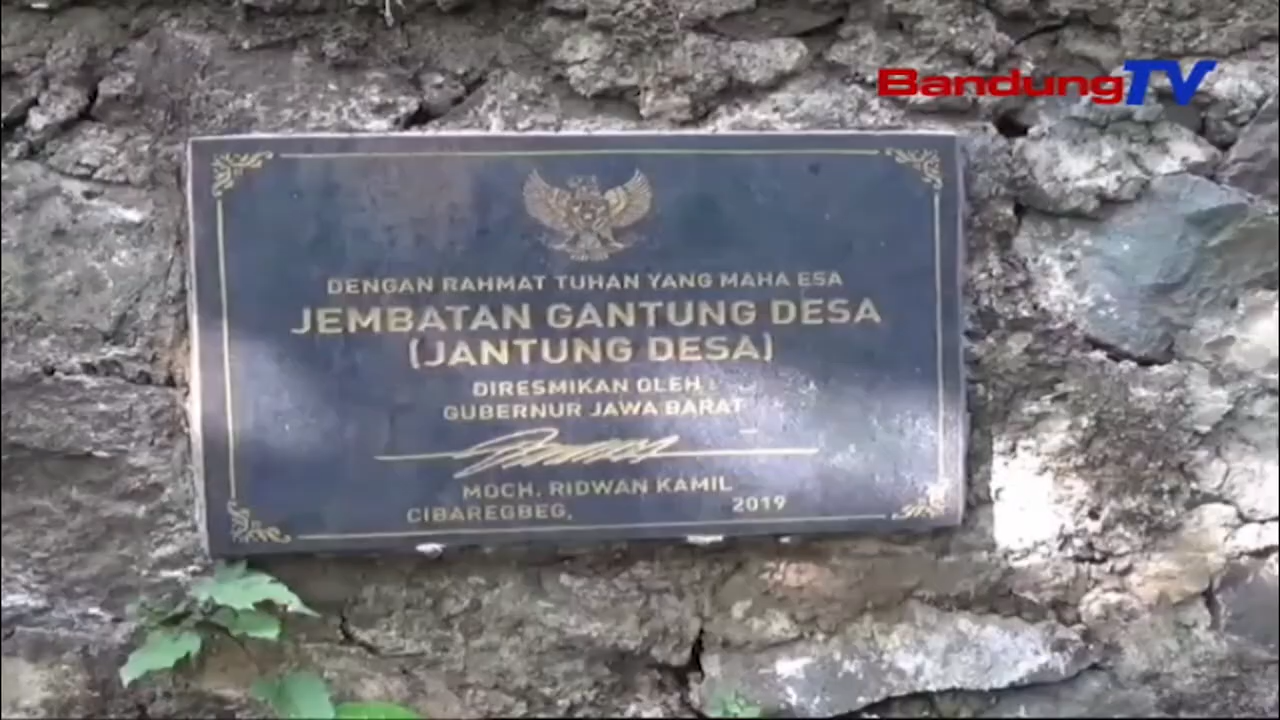 BandungTV
DENGAN RAHMAT TUHAN YANG MAHA ESA
JEMBATAN GANTUNG DESA
(JANTUNG DESA)
DIRESMIKAN OLEH :
GUBERNUR JAWA BARAT
MOCH. RIDWAN KAMIL
CIBAREGBEG, 2019